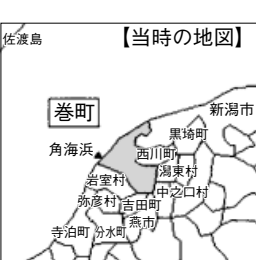 佐渡島
【当時の地図】
巻町
新潟市
黒埼町
角海浜
西川町
潟東村
岩室村
中之口村
弥彦村
吉田町
燕市
寺泊町
分水町